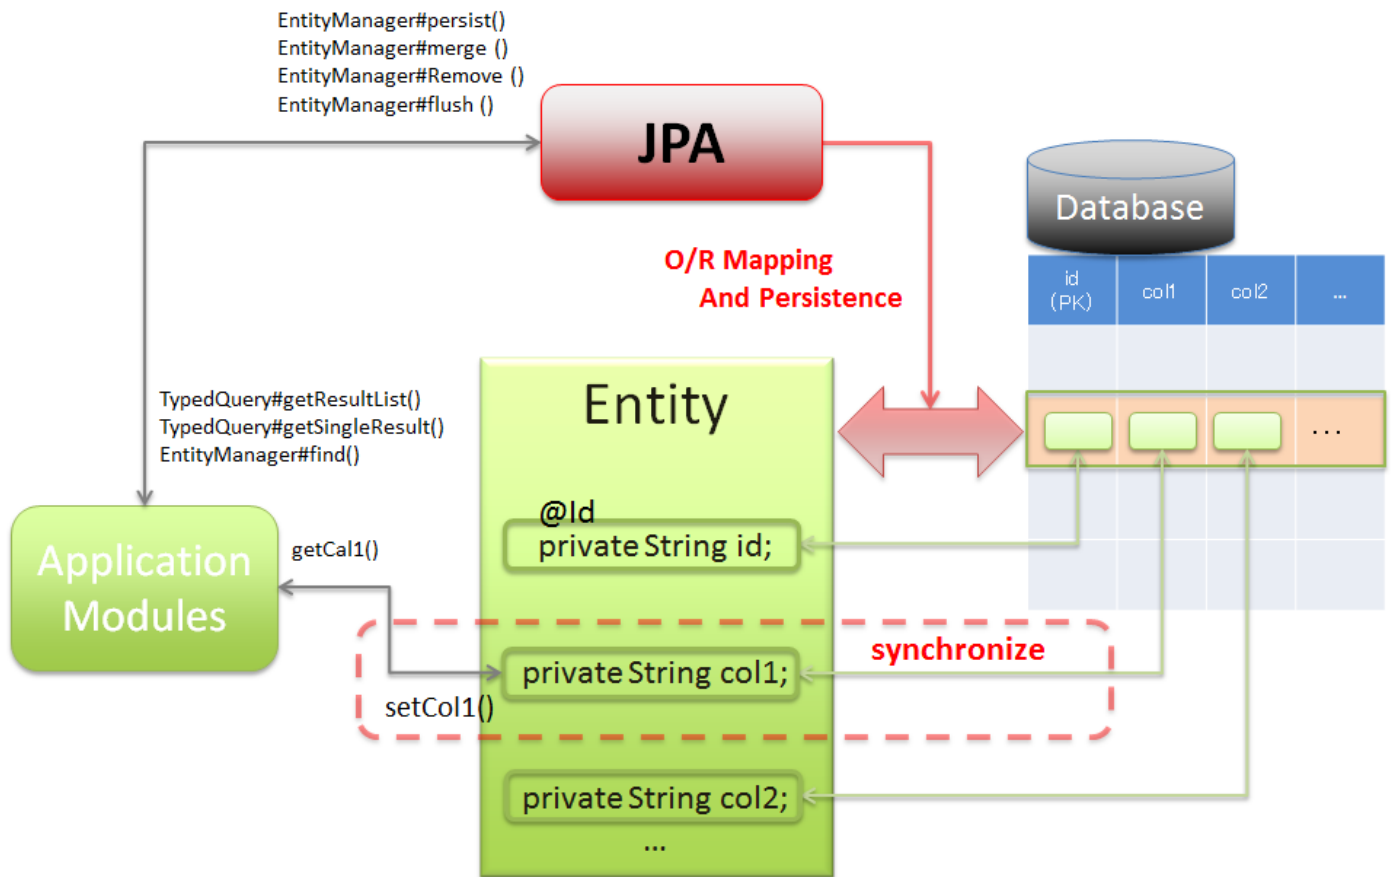 EntityManager#persist()
EntityManager#merge ()
EntityManager#Remove ()
EntityManager#flush ()
JPA
Database
O/R Mapping
And Persistence
id
(PK)
col1
col2
...
TypedQuery#getResultList()
TypedQuery#getSingleResult()
EntityManager#find()
Entity
...
@Id
private String id;
Application
Modules
getCal1()
synchronize
private String col1;
setCol1()
private String col2;
...